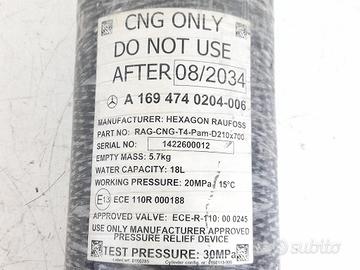 CNG ONLY
DO NOT USE
AFTER 08/2034
A 169 474 0204-006
MANUFACTURER: HEXAGON RAUFOSS
PART NO: RAG-CNG-T4-Pam-D210x700
SERIAL NO: 1422600012
EMPTY MASS: 5.7kg
WATER CAPACITY: 18L
WORKING PRESSURE: 20MPa/15°C
E13 ECE 110R 000188
APPROVED VALVE: ECE-R-110: 00 0245
USE ONLY MANUFACTURER APPROVED
PRESSURE RELIEF DEVICE
TEST PRESSURE: 30MPa
subito